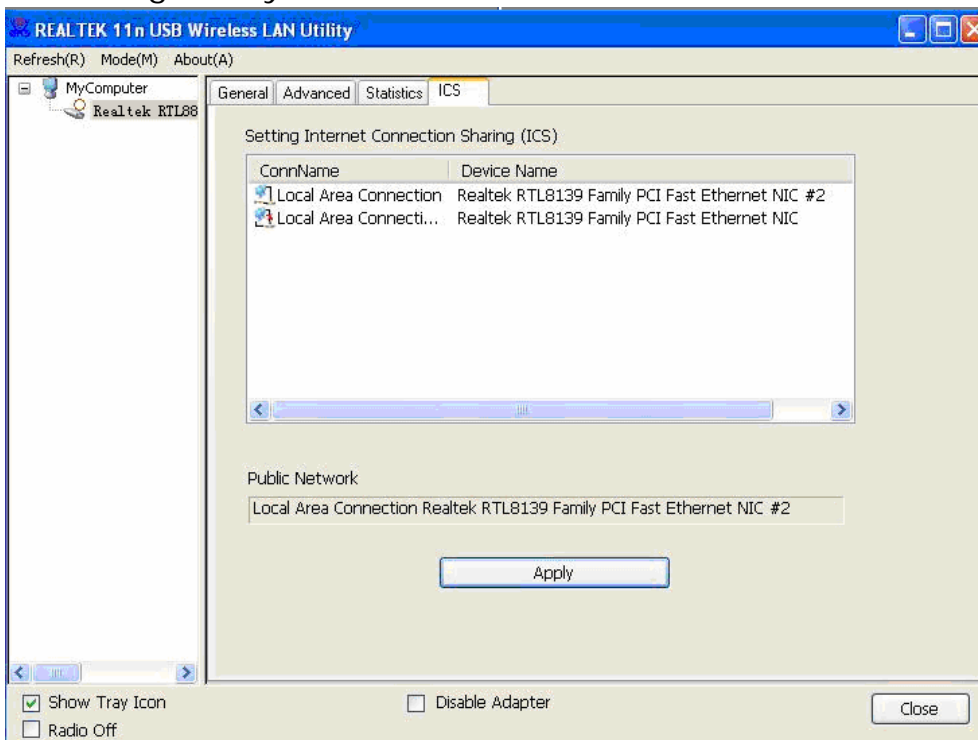 REALTEK 11n USB Wireless LAN Utility
Refresh(R) Mode(M) About(A)
MyComputer
Realtek RTL88
General Advanced Statistics ICS
Setting Internet Connection Sharing (ICS)
ConnName Device Name
Local Area Connection Realtek RTL8139 Family PCI Fast Ethernet NIC #2
Local Area Connecti... Realtek RTL8139 Family PCI Fast Ethernet NIC
Public Network
Local Area Connection Realtek RTL8139 Family PCI Fast Ethernet NIC #2
Apply
Show Tray Icon
Disable Adapter
Radio Off
Close